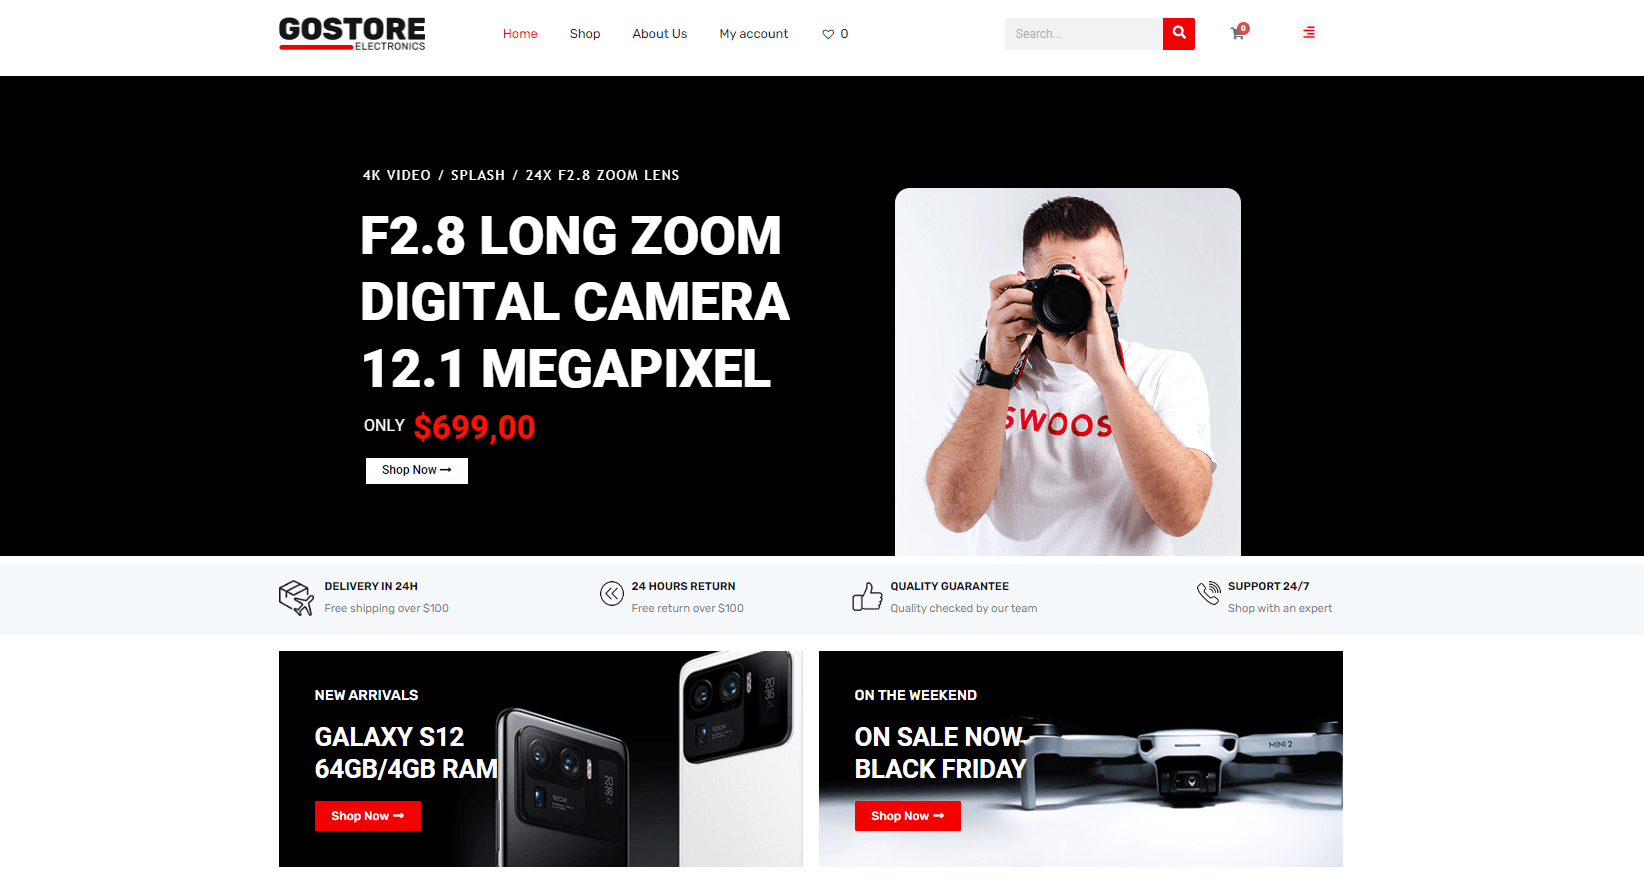 GOSTORE
ELECTRONICS
Home
Shop
About Us
My account
0
Search...
0
4K VIDEO / SPLASH / 24X F2.8 ZOOM LENS
F2.8 LONG ZOOM
DIGITAL CAMERA
12.1 MEGAPIXEL
ONLY $699,00
Shop Now
Canon
SWOOS
DELIVERY IN 24H
Free shipping over $100
24 HOURS RETURN
Free return over $100
QUALITY GUARANTEE
Quality checked by our team
SUPPORT 24/7
Shop with an expert
NEW ARRIVALS
GALAXY S12
64GB/4GB RAM
Shop Now
120X
120X
ON THE WEEKEND
ON SALE NOW
BLACK FRIDAY
Shop Now
MINI 2